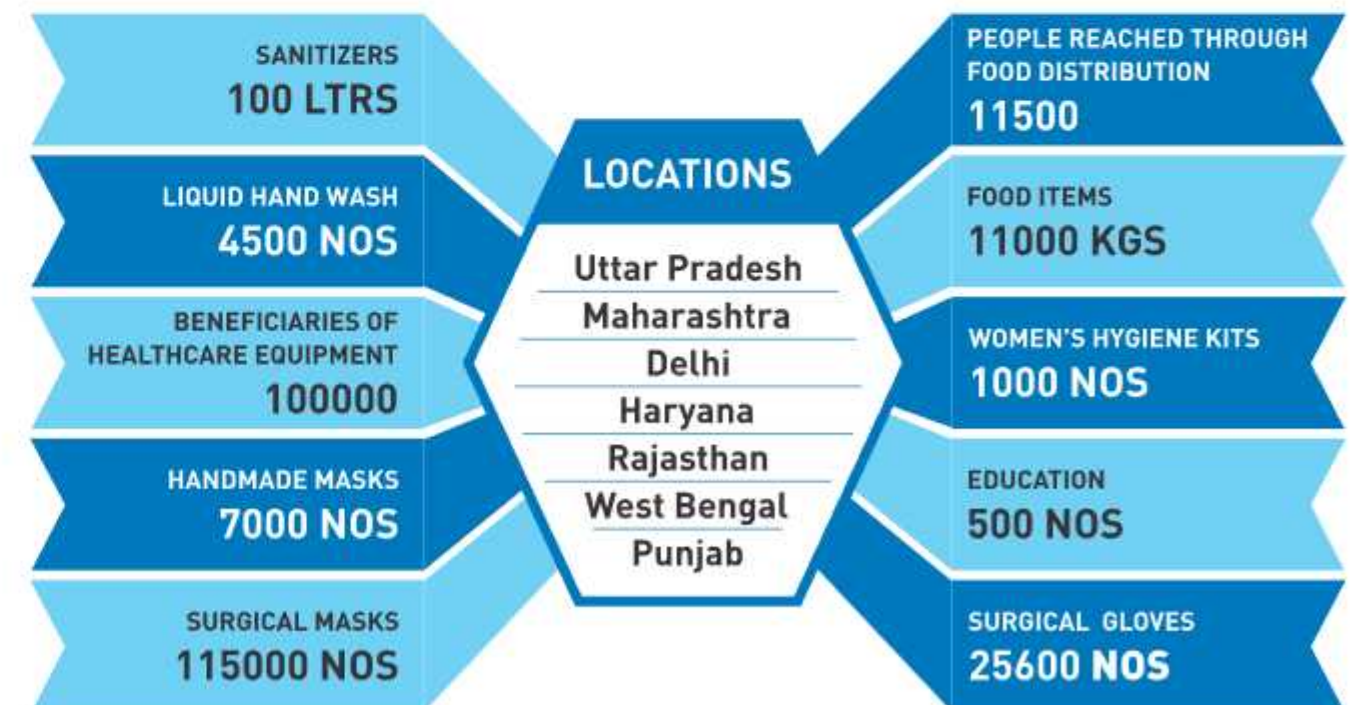 SANITIZERS
100 LTRS
LIQUID HAND WASH
4500 NOS
BENEFICIARIES OF
HEALTHCARE EQUIPMENT
100000
HANDMADE MASKS
7000 NOS
SURGICAL MASKS
115000 NOS
LOCATIONS
Uttar Pradesh
Maharashtra
Delhi
Haryana
Rajasthan
West Bengal
Punjab
PEOPLE REACHED THROUGH
FOOD DISTRIBUTION
11500
FOOD ITEMS
11000 KGS
WOMEN'S HYGIENE KITS
1000 NOS
EDUCATION
500 NOS
SURGICAL GLOVES
25600 NOS